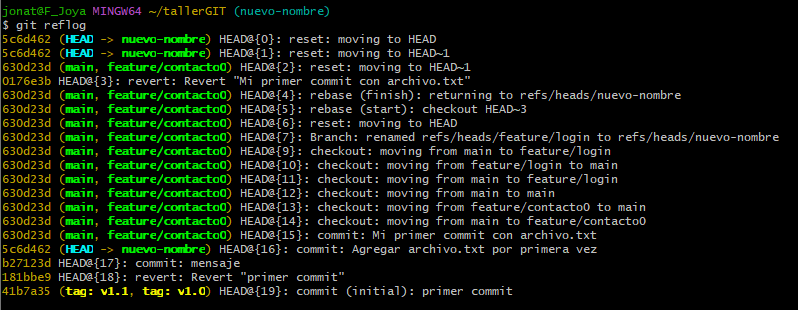 jonat@F_Joya MINGW64 ~/tallerGIT (nuevo-nombre)
$ git reflog
5c6d462 (HEAD -> nuevo-nombre) HEAD@{0}: reset: moving to HEAD
5c6d462 (HEAD -> nuevo-nombre) HEAD@{1}: reset: moving to HEAD~1
630d23d (main, feature/contacto0) HEAD@{2}: reset: moving to HEAD~1
0176e3b HEAD@{3}: revert: Revert "Mi primer commit con archivo.txt"
630d23d (main, feature/contacto0) HEAD@{4}: rebase (finish): returning to refs/heads/nuevo-nombre
630d23d (main, feature/contacto0) HEAD@{5}: rebase (start): checkout HEAD~3
630d23d (main, feature/contacto0) HEAD@{6}: reset: moving to HEAD
630d23d (main, feature/contacto0) HEAD@{7}: Branch: renamed refs/heads/feature/login to refs/heads/nuevo-nombre
630d23d (main, feature/contacto0) HEAD@{9}: checkout: moving from main to feature/login
630d23d (main, feature/contacto0) HEAD@{10}: checkout: moving from feature/login to main
630d23d (main, feature/contacto0) HEAD@{11}: checkout: moving from main to feature/login
630d23d (main, feature/contacto0) HEAD@{12}: checkout: moving from main to main
630d23d (main, feature/contacto0) HEAD@{13}: checkout: moving from feature/contacto0 to main
630d23d (main, feature/contacto0) HEAD@{14}: checkout: moving from main to feature/contacto0
630d23d (main, feature/contacto0) HEAD@{15}: commit: Mi primer commit con archivo.txt
5c6d462 (HEAD -> nuevo-nombre) HEAD@{16}: commit: Agregar archivo.txt por primera vez
b27123d HEAD@{17}: commit: mensaje
181bbe9 HEAD@{18}: revert: Revert "primer commit"
41b7a35 (tag: v1.1, tag: v1.0) HEAD@{19}: commit (initial): primer commit